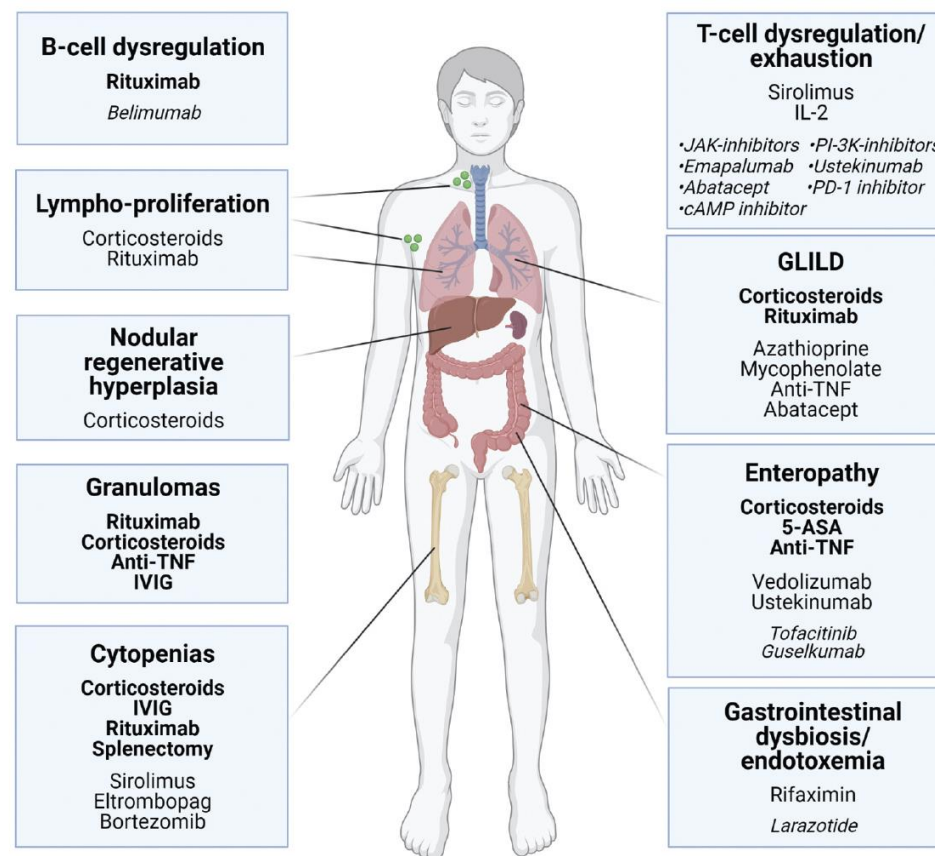 B-cell dysregulation
Rituximab
Belimumab
Lympho-proliferation
Corticosteroids
Rituximab
Nodular
regenerative
hyperplasia
Corticosteroids
Granulomas
Rituximab
Corticosteroids
Anti-TNF
IVIG
Cytopenias
Corticosteroids
IVIG
Rituximab
Splenectomy
Sirolimus
Eltrombopag
Bortezomib
T-cell dysregulation/
exhaustion
Sirolimus
IL-2
•JAK-inhibitors •PI-3K-inhibitors
•Emapalumab •Ustekinumab
•Abatacept •PD-1 inhibitor
•cAMP inhibitor
GLILD
Corticosteroids
Rituximab
Azathioprine
Mycophenolate
Anti-TNF
Abatacept
Enteropathy
Corticosteroids
5-ASA
Anti-TNF
Vedolizumab
Ustekinumab
Tofacitinib
Guselkumab
Gastrointestinal
dysbiosis/
endotoxemia
Rifaximin
Larazotide